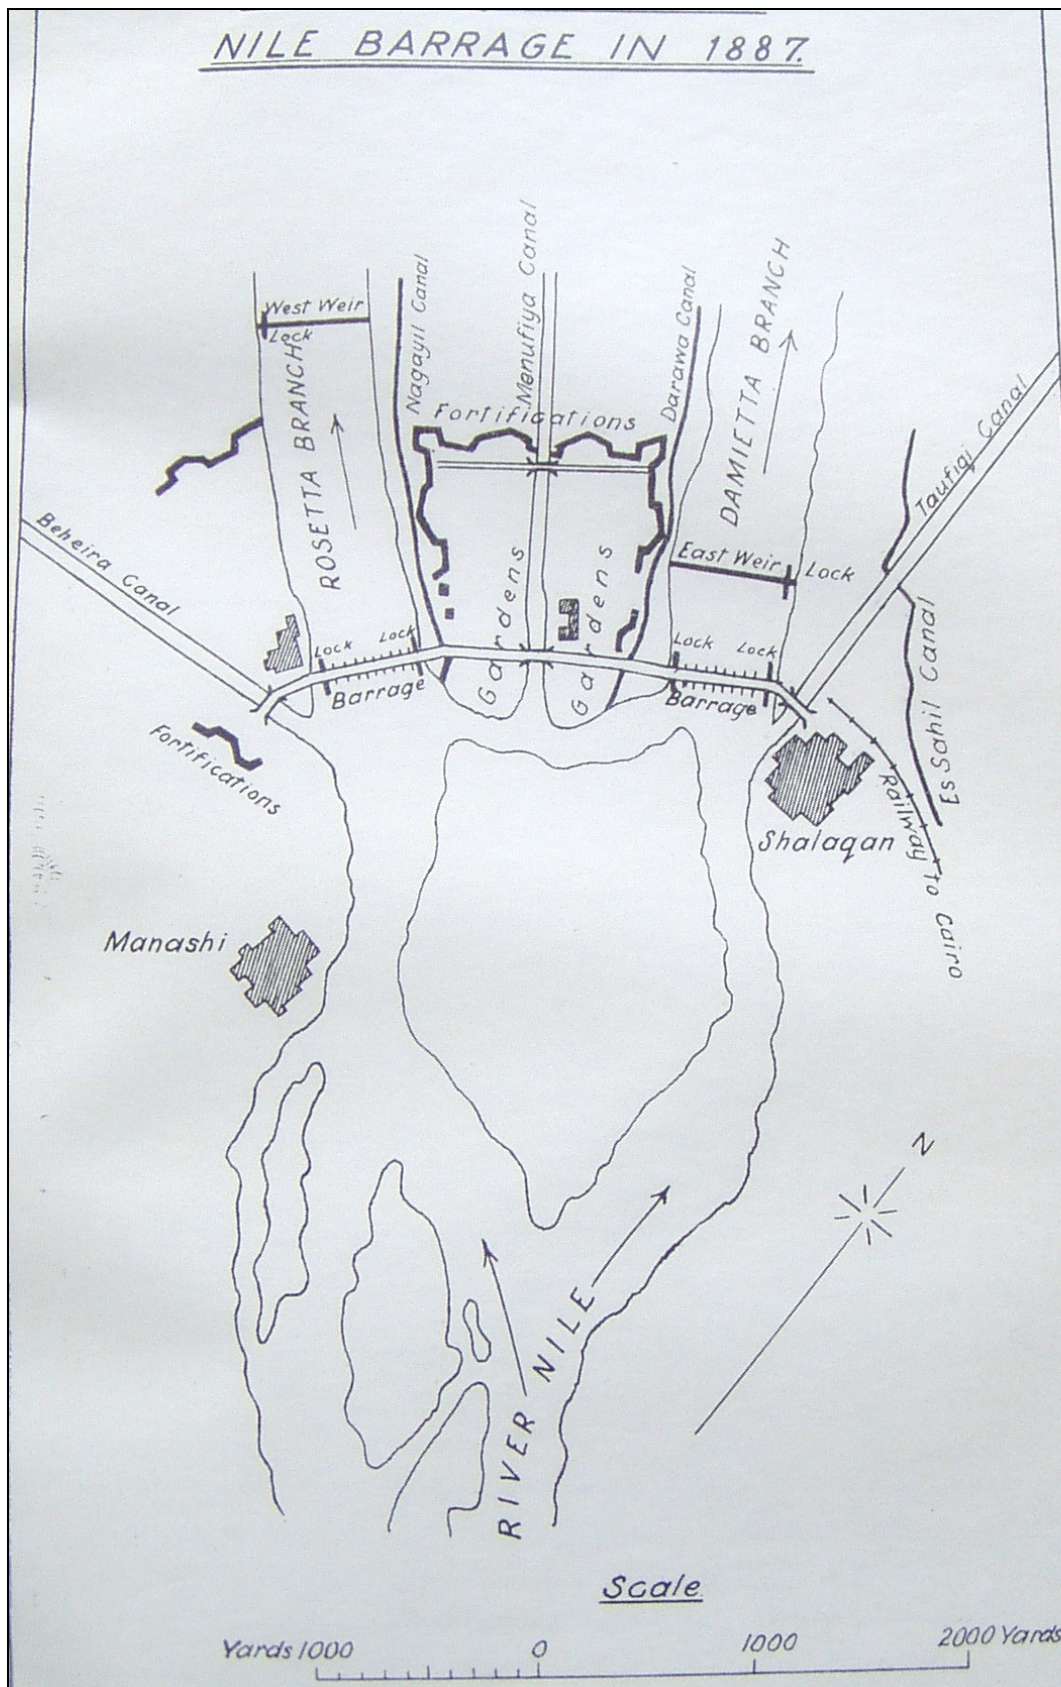 NILE BARRAGE IN 1887.
West Weir
Lock
ROSETTA BRANCH
Nagayil Canal
Menufiya Canal
Darawa Canal
DAMIETTA BRANCH
Fortifications
Taufiqi Canal
Beheira Canal
East Weir
Lock
Gardens
Gardens
Lock
Lock
Barrage
Lock
Lock
Barrage
Es Sahil Canal
Fortifications
Railway to Cairo
Shalaqan
Manashi
N
RIVER NILE
Scale
Yards 1000 0 1000 2000 Yards